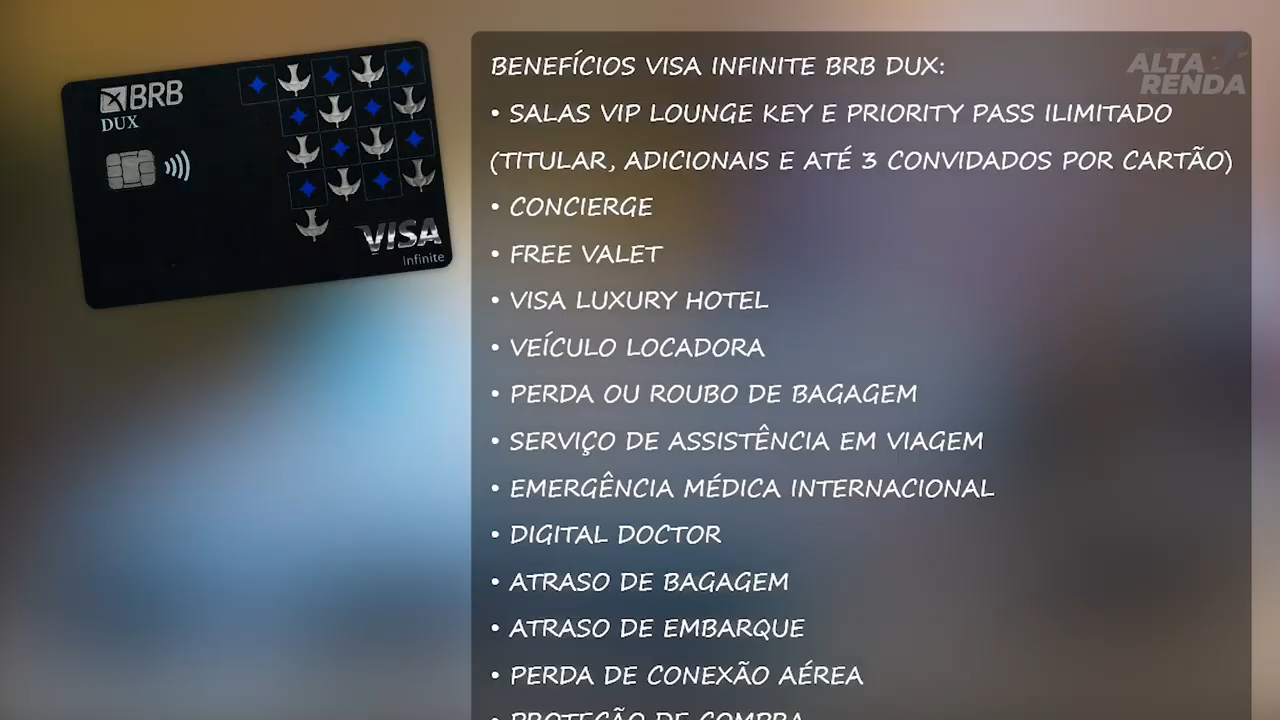 BRB
DUX
VISA
Infinite
ALTA
RENDA
BENEFÍCIOS VISA INFINITE BRB DUX:
• SALAS VIP LOUNGE KEY E PRIORITY PASS ILIMITADO
(TITULAR, ADICIONAIS E ATÉ 3 CONVIDADOS POR CARTÃO)
• CONCIERGE
• FREE VALET
• VISA LUXURY HOTEL
• VEÍCULO LOCADORA
• PERDA OU ROUBO DE BAGAGEM
• SERVIÇO DE ASSISTÊNCIA EM VIAGEM
• EMERGÊNCIA MÉDICA INTERNACIONAL
• DIGITAL DOCTOR
• ATRASO DE BAGAGEM
• ATRASO DE EMBARQUE
• PERDA DE CONEXÃO AÉREA
PROTEÇÃO DE COMPRA